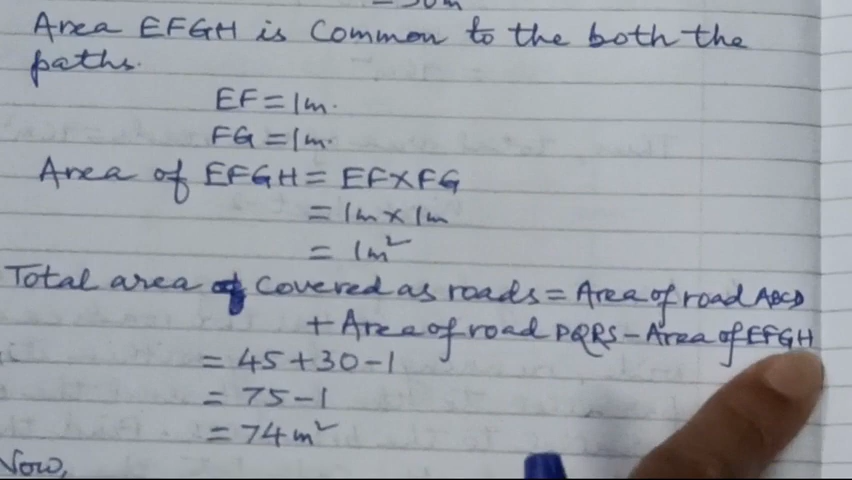 = 30m
Area EFGH is Common to the both the
paths.
EF = 1m.
FG = 1m.
Area of EFGH = EF×FG
= 1m × 1m
= 1m²
Total area of Covered as roads = Area of road ABCD
+ Area of road PQRS – Area of EFGH
= 45 + 30 – 1
= 75 – 1
= 74 m²
Now,